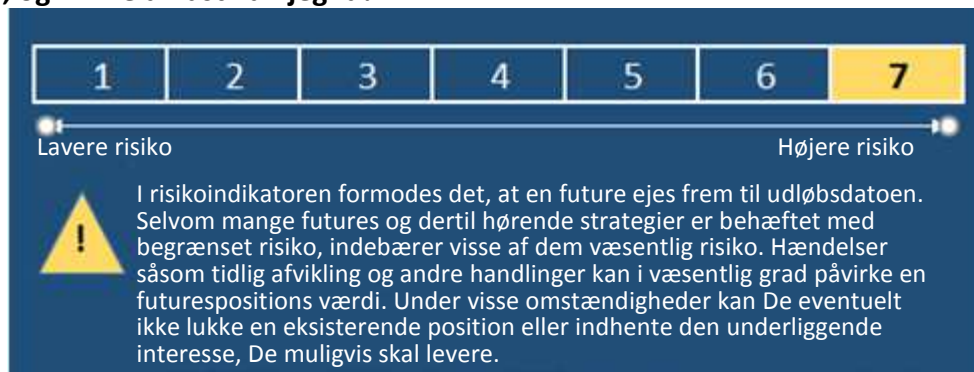 1 2 3 4 5 6 7
Lavere risiko Højere risiko
I risikoindikatoren formodes det, at en future ejes frem til udløbsdatoen.
Selvom mange futures og dertil hørende strategier er behæftet med
begrænset risiko, indebærer visse af dem væsentlig risiko. Hændelser
såsom tidlig afvikling og andre handlinger kan i væsentlig grad påvirke en
futurespositions værdi. Under visse omstændigheder kan De eventuelt
ikke lukke en eksisterende position eller indhente den underliggende
interesse, De muligvis skal levere.